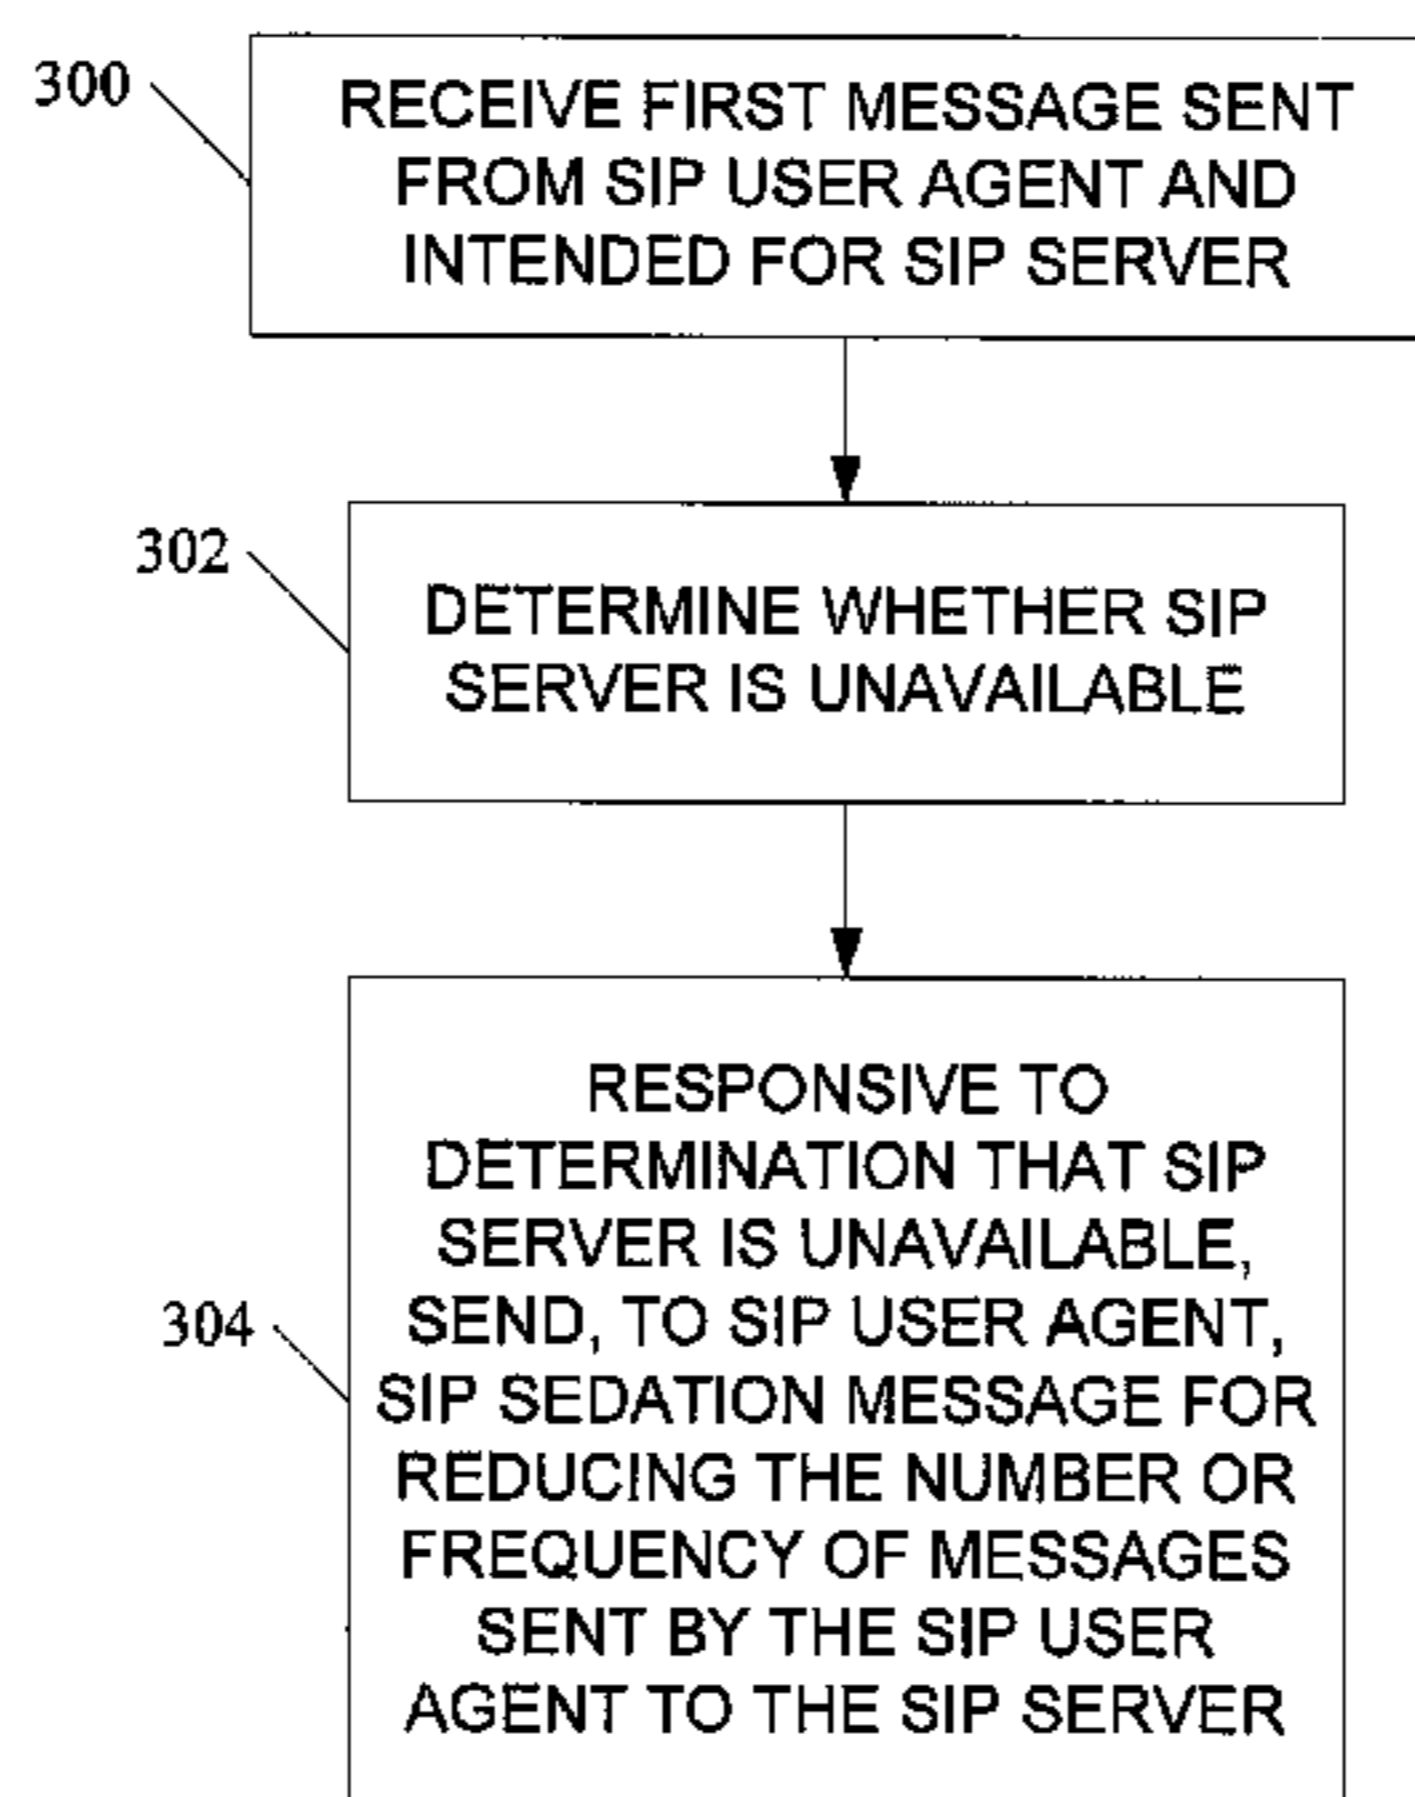 300
RECEIVE FIRST MESSAGE SENT
FROM SIP USER AGENT AND
INTENDED FOR SIP SERVER
302
DETERMINE WHETHER SIP
SERVER IS UNAVAILABLE
304
RESPONSIVE TO
DETERMINATION THAT SIP
SERVER IS UNAVAILABLE,
SEND, TO SIP USER AGENT,
SIP SEDATION MESSAGE FOR
REDUCING THE NUMBER OR
FREQUENCY OF MESSAGES
SENT BY THE SIP USER
AGENT TO THE SIP SERVER